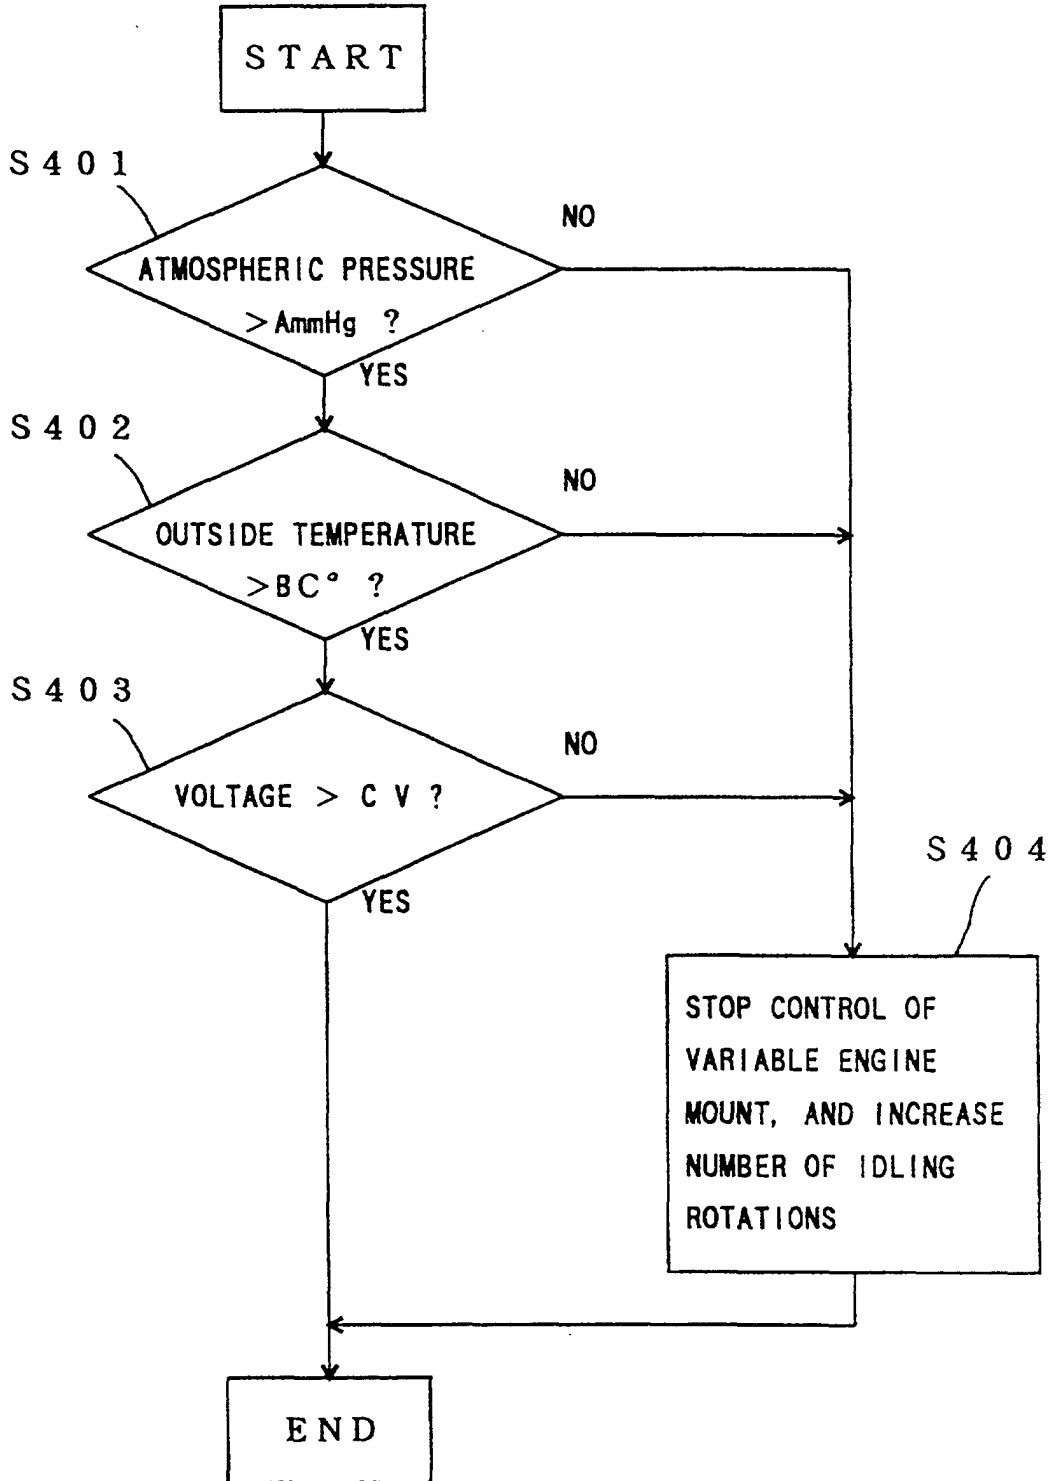 START
S401
NO
ATMOSPHERIC PRESSURE
>AmmHg ?
YES
S402
NO
OUTSIDE TEMPERATURE
>BC° ?
YES
S403
NO
VOLTAGE > C V ?
YES
S404
STOP CONTROL OF
VARIABLE ENGINE
MOUNT, AND INCREASE
NUMBER OF IDLING
ROTATIONS
END